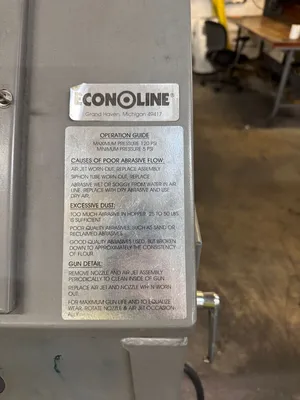 ECONOLINE®
Grand Haven, Michigan 49417
OPERATION GUIDE
MAXIMUM PRESSURE 120 PSI
MINIMUM PRESSURE 5 PSI
CAUSES OF POOR ABRASIVE FLOW:
AIR JET WORN OUT, REPLACE ASSEMBLY.
SIPHON TUBE WORN OUT, REPLACE.
ABRASIVE WET OR SOGGY FROM WATER IN AIR
LINE. REPLACE WITH DRY ABRASIVE AND USE
DRY AIR.
EXCESSIVE DUST:
TOO MUCH ABRASIVE IN HOPPER. 25 TO 50 LBS
IS SUFFICIENT.
POOR QUALITY ABRASIVES, SUCH AS SAND OR
RECLAIMED ABRASIVES.
GOOD QUALITY ABRASIVES USED, BUT BROKEN
DOWN TO APPROXIMATELY THE CONSISTENCY
OF FLOUR.
GUN DETAIL:
REMOVE NOZZLE AND AIR JET ASSEMBLY
PERIODICALLY TO CLEAN INSIDE OF GUN.
REPLACE AIR JET AND NOZZLE WHEN WORN
OUT.
FOR MAXIMUM GUN LIFE AND TO EQUALIZE
WEAR, ROTATE NOZZLE & AIR JET OCCASION-
ALLY.